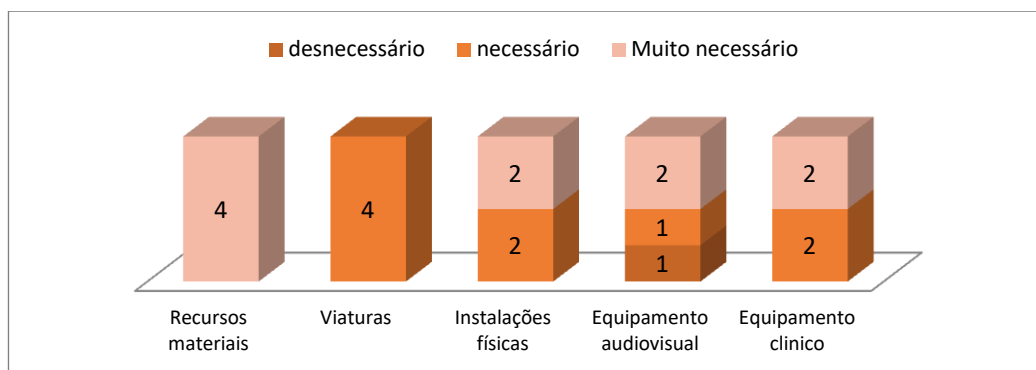 desnecessário necessário Muito necessário
4 4 2 2 2
1
2 2
1
Recursos materiais
Viaturas
Instalações físicas
Equipamento audiovisual
Equipamento clinico